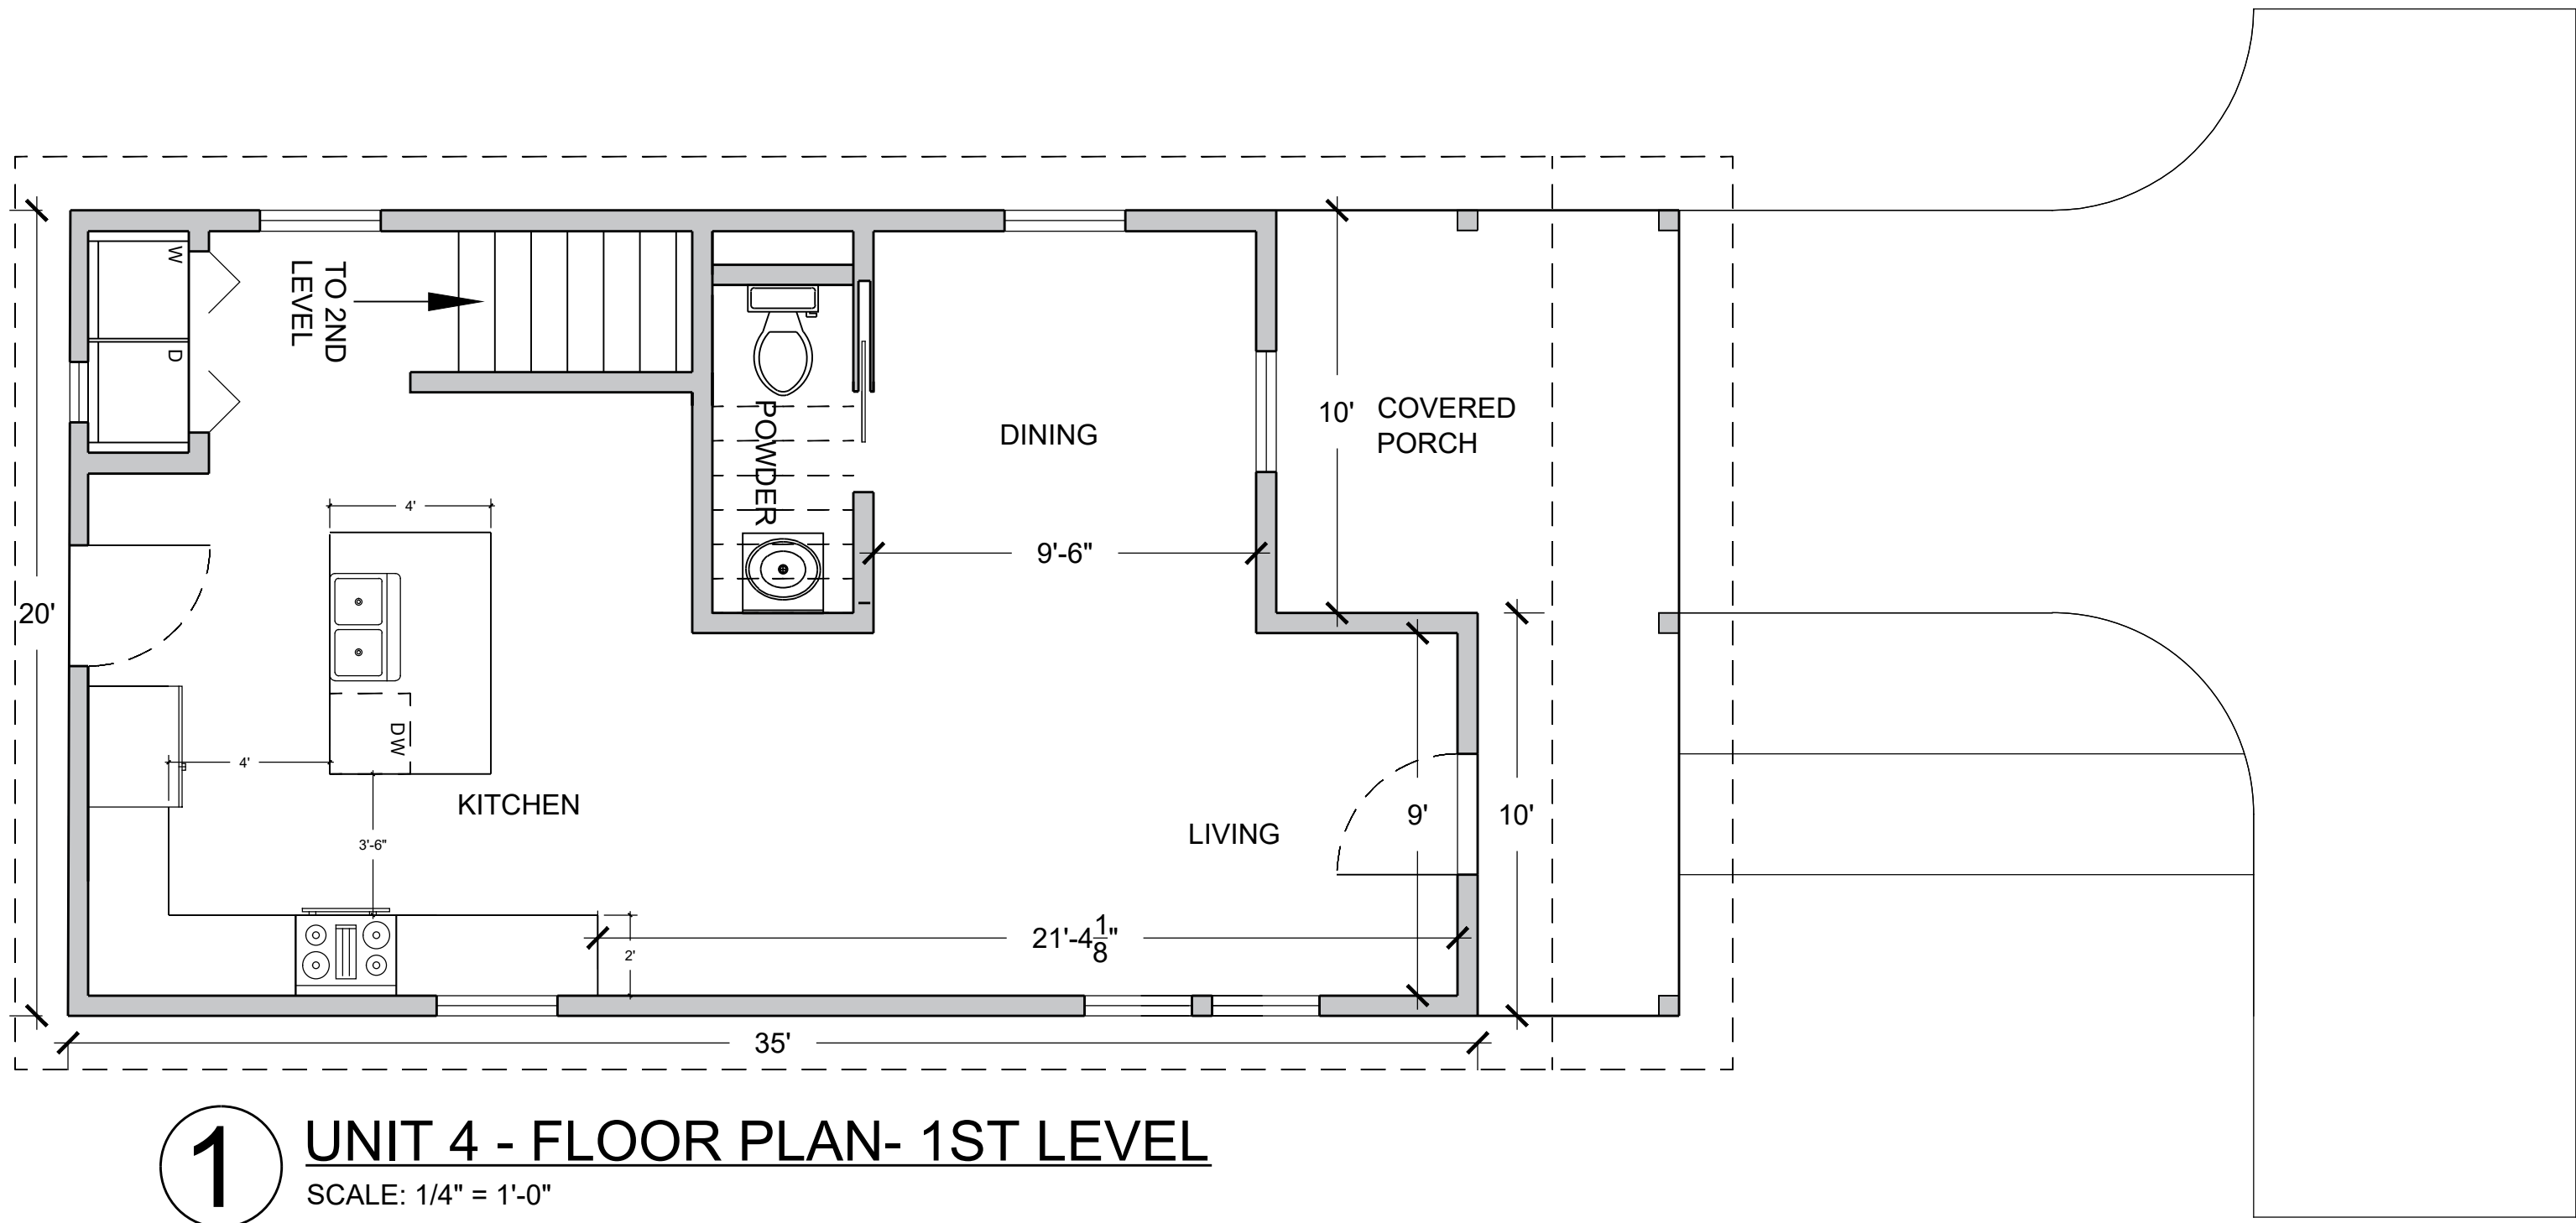 W
D
TO 2ND
LEVEL
POWDER
DINING
10'
COVERED
PORCH
4'
9'-6"
20'
DW
4'
KITCHEN
3'-6"
LIVING
9'
10'
21'-4 1/8"
2'
35'
1
UNIT 4 - FLOOR PLAN- 1ST LEVEL
SCALE: 1/4" = 1'-0"